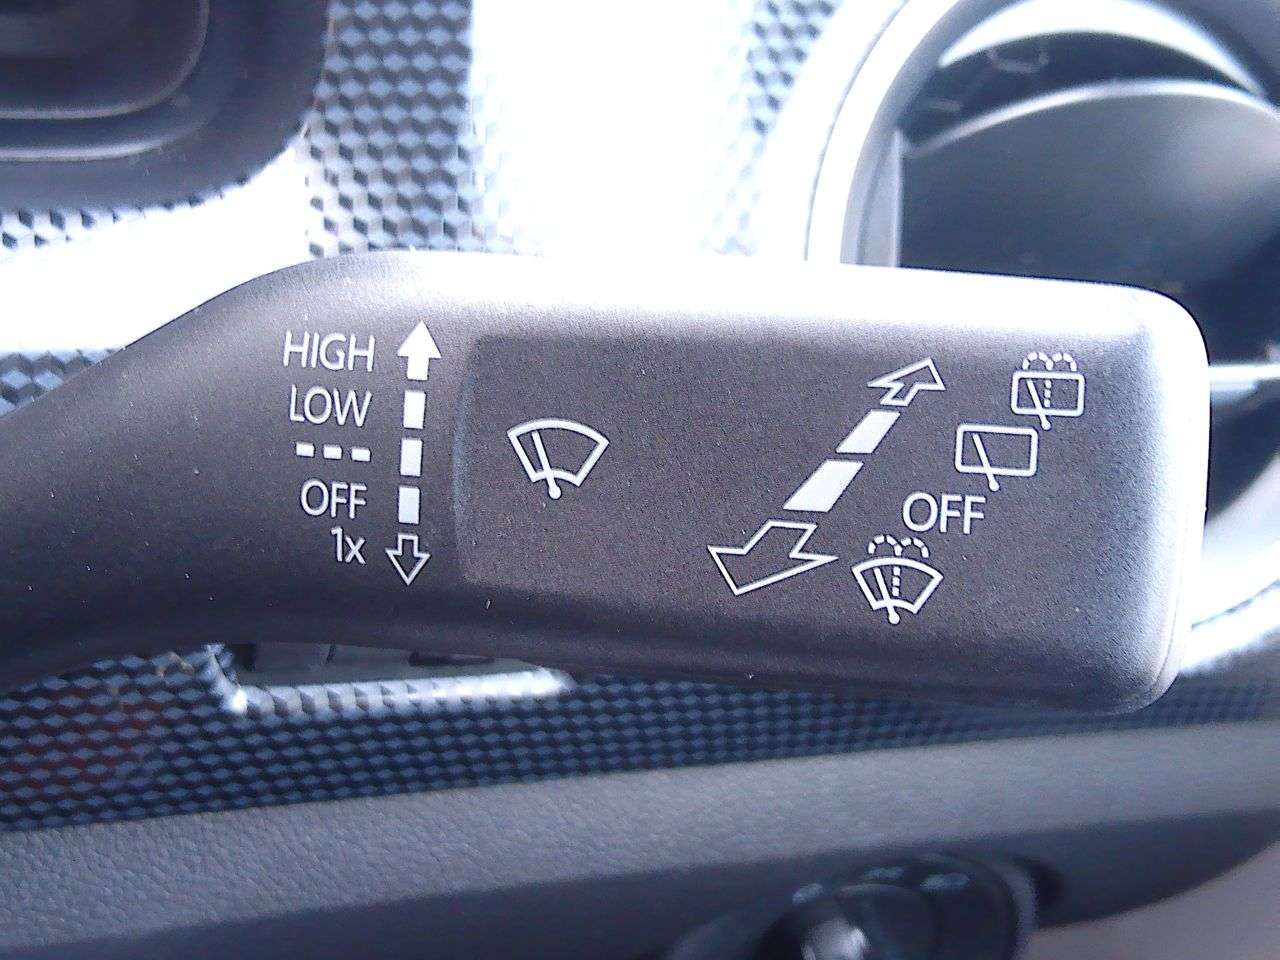 HIGH
LOW
---
OFF
1x
OFF